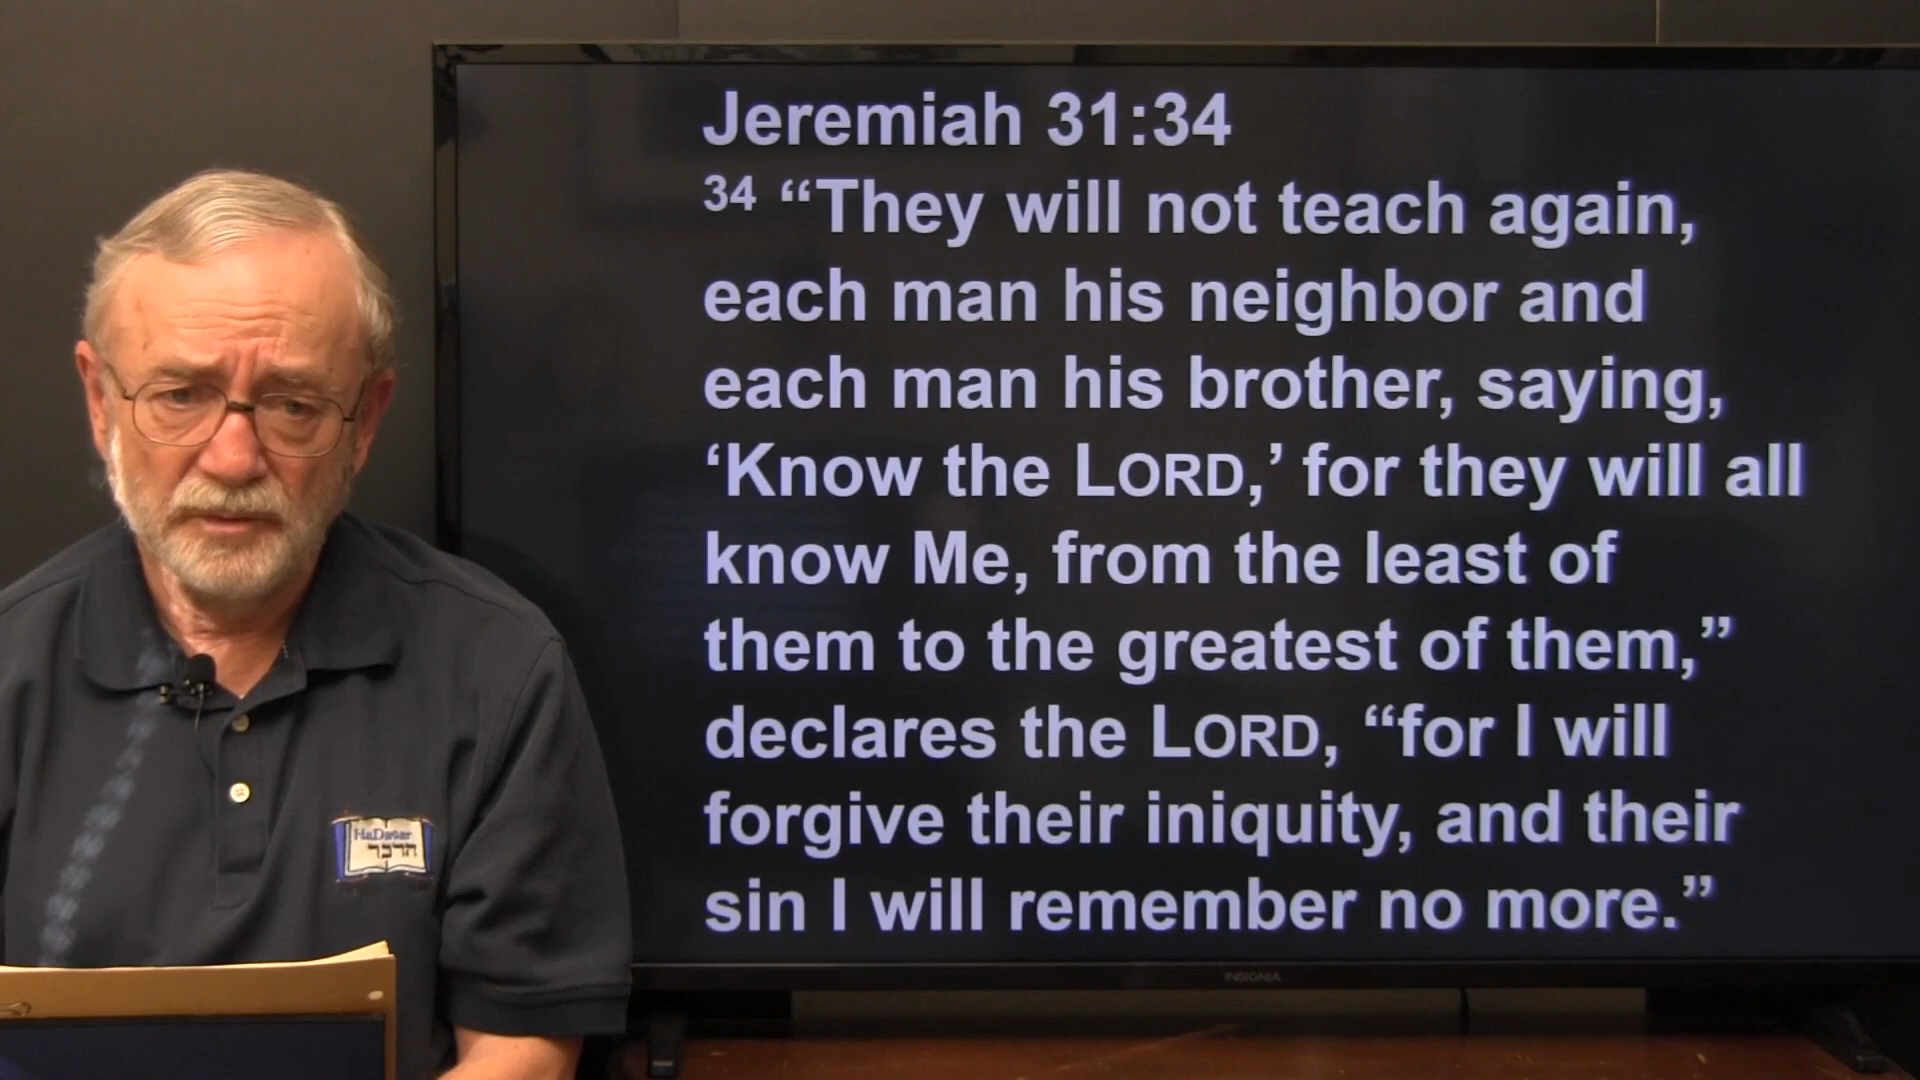 Jeremiah 31:34
34 “They will not teach again,
each man his neighbor and
each man his brother, saying,
‘Know the LORD,’ for they will all
know Me, from the least of
them to the greatest of them,”
declares the LORD, “for I will
forgive their iniquity, and their
sin I will remember no more.”
INSIGNIA
HaDavar
הדבר